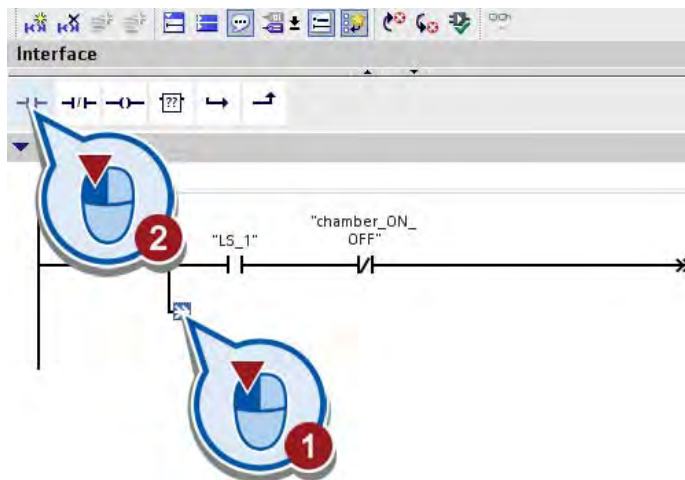 Interface
??
2
"LS_1"
"chamber_ON_
OFF"
1